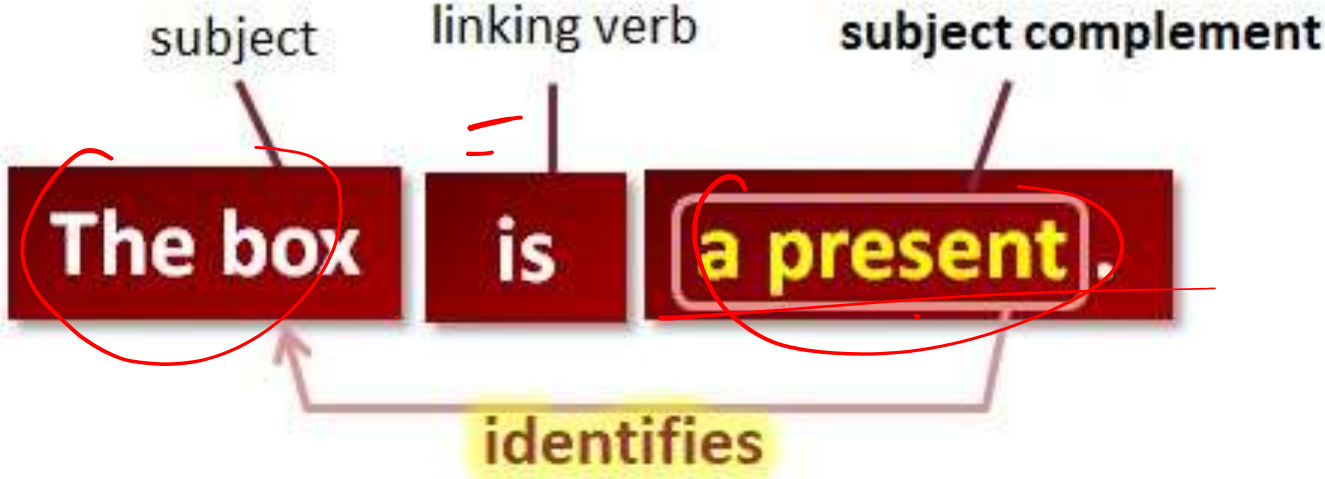 subject linking verb subject complement
The box is a present.
identifies